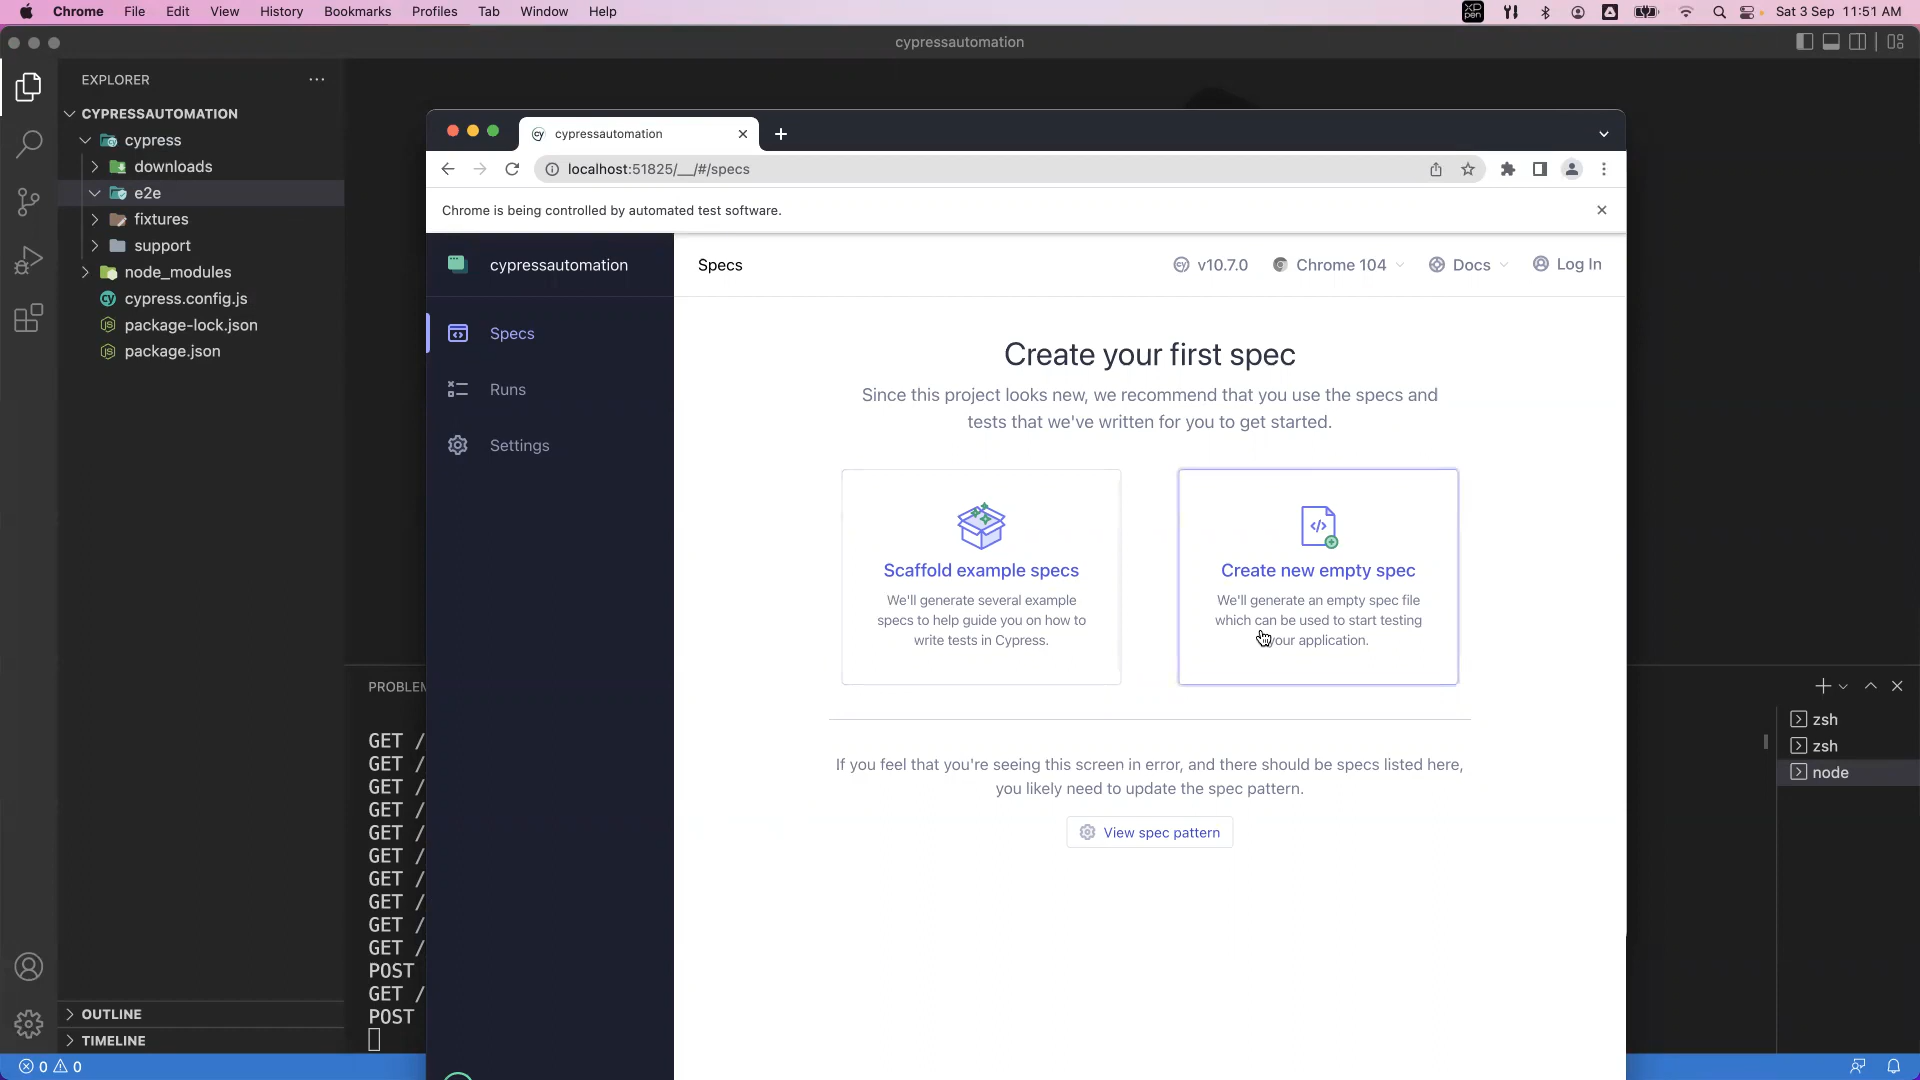 Chrome File Edit View History Bookmarks Profiles Tab Window Help
XP PEN
Sat 3 Sep 11:51 AM
cypressautomation
EXPLORER
CYPRESSAUTOMATION
cypress
downloads
e2e
fixtures
support
node_modules
cypress.config.js
package-lock.json
package.json
OUTLINE
TIMELINE
0 0
cy cypressautomation
localhost:51825/__/#/specs
Chrome is being controlled by automated test software.
cypressautomation
Specs
Runs
Settings
Specs
v10.7.0
Chrome 104
Docs
Log In
Create your first spec
Since this project looks new, we recommend that you use the specs and
tests that we've written for you to get started.
Scaffold example specs
We'll generate several example
specs to help guide you on how to
write tests in Cypress.
Create new empty spec
We'll generate an empty spec file
which can be used to start testing
your application.
If you feel that you're seeing this screen in error, and there should be specs listed here,
you likely need to update the spec pattern.
View spec pattern
PROBLEM
GET /
GET /
GET /
GET /
GET /
GET /
GET /
GET /
GET /
GET /
POST
GET /
POST
zsh
zsh
node